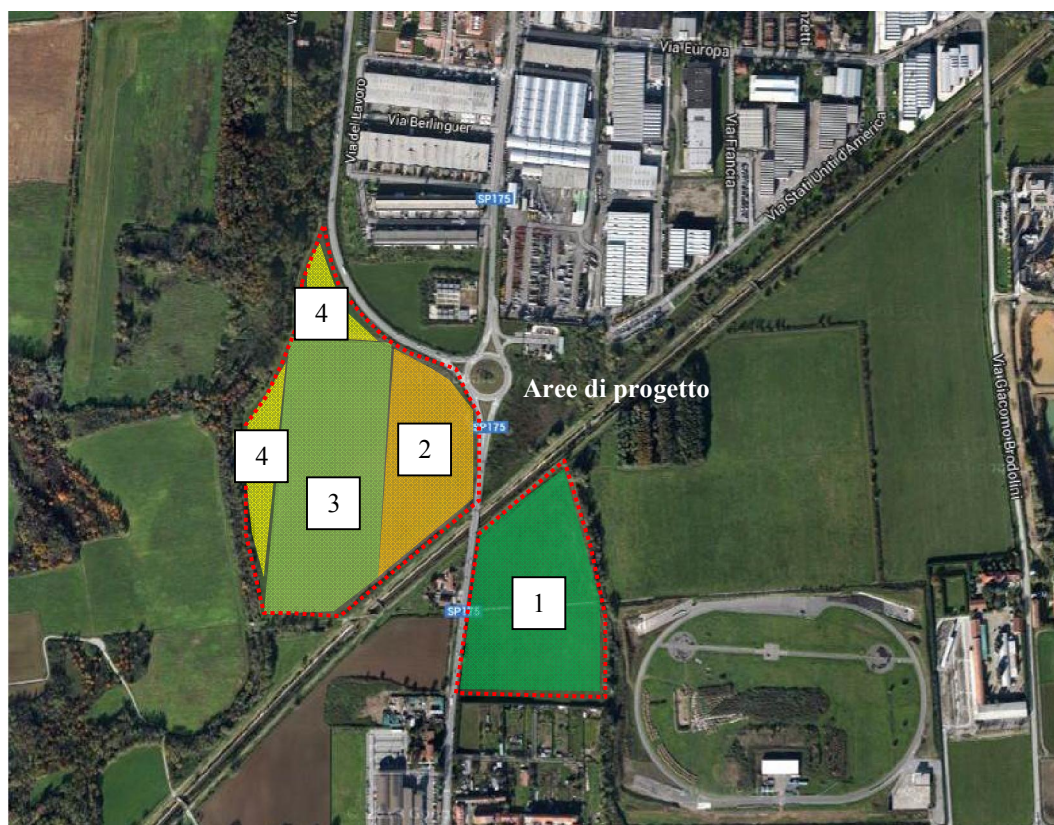 Via Europa
Via del Lavoro
Via Berlinguer
Via Francia
Via Stati Uniti d'America
SP175
4
Aree di progetto
Via Giacomo Brodolini
SP175
2
4
3
1
SP175